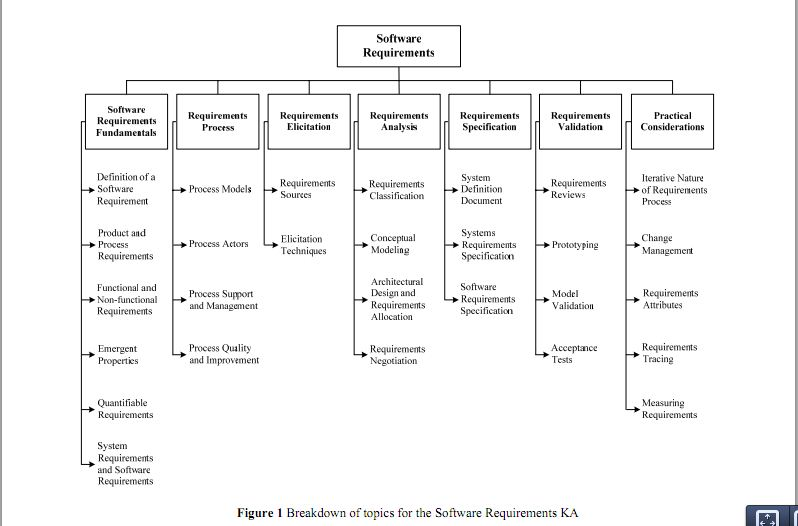 Software
Requirements
Software
Requirements
Fundamentals
Requirements
Process
Requirements
Elicitation
Requirements
Analysis
Requirements
Specification
Requirements
Validation
Practical
Considerations
Definition of a
Software
Requirement
Product and
Process
Requirements
Functional and
Non-functional
Requirements
Emergent
Properties
Quantifiable
Requirements
System
Requirements
and Software
Requirements
Process Models
Process Actors
Process Support
and Management
Process Quality
and Improvement
Requirements
Sources
Elicitation
Techniques
Requirements
Classification
Conceptual
Modeling
Architectural
Design and
Requirements
Allocation
Requirements
Negotiation
System
Definition
Document
Systems
Requirements
Specification
Software
Requirements
Specification
Requirements
Reviews
Prototyping
Model
Validation
Acceptance
Tests
Iterative Nature
of Requirements
Process
Change
Management
Requirements
Attributes
Requirements
Tracing
Measuring
Requirements
Figure 1 Breakdown of topics for the Software Requirements KA